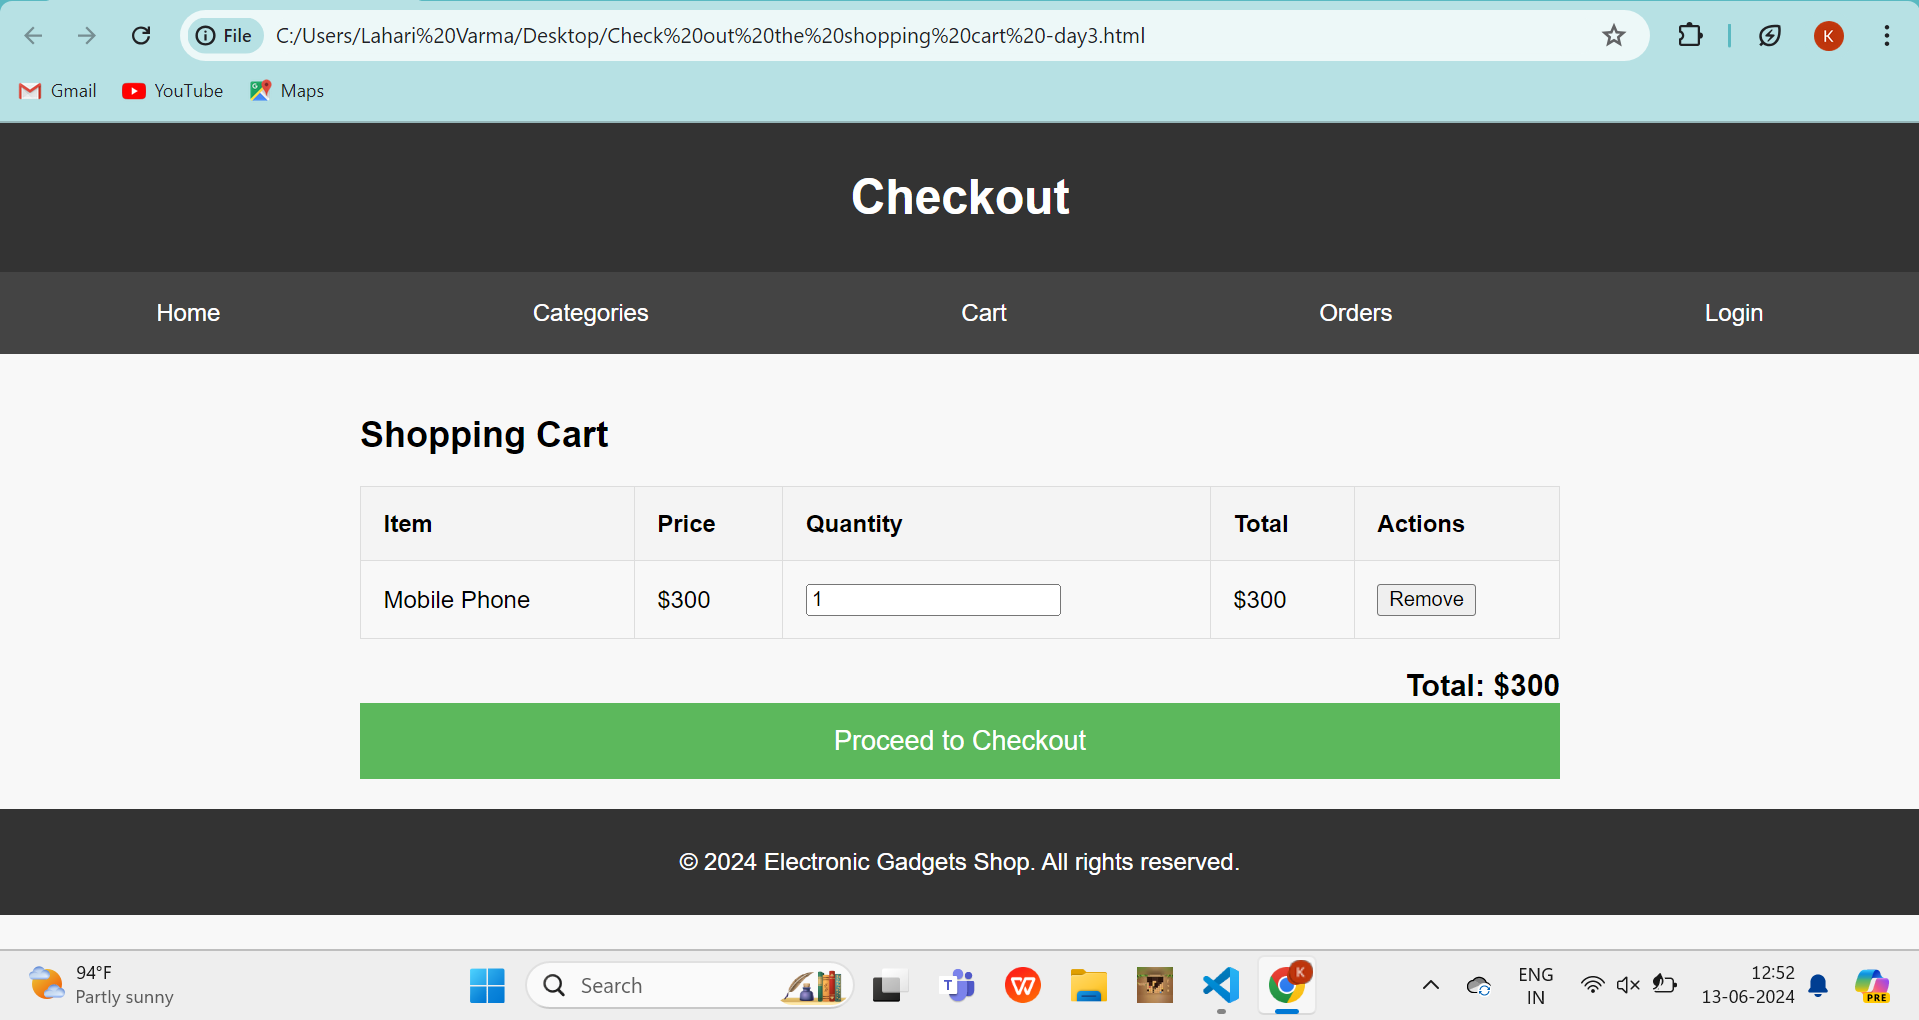 File C:/Users/Lahari%20Varma/Desktop/Check%20out%20the%20shopping%20cart%20-day3.html K
Gmail YouTube Maps
Checkout
Home Categories Cart Orders Login
Shopping Cart
Item Price Quantity Total Actions
Mobile Phone $300 1 $300 Remove
Total: $300
Proceed to Checkout
© 2024 Electronic Gadgets Shop. All rights reserved.
94°F
Partly sunny
Search
T
W
K
ENG
IN
12:52
13-06-2024
PRE